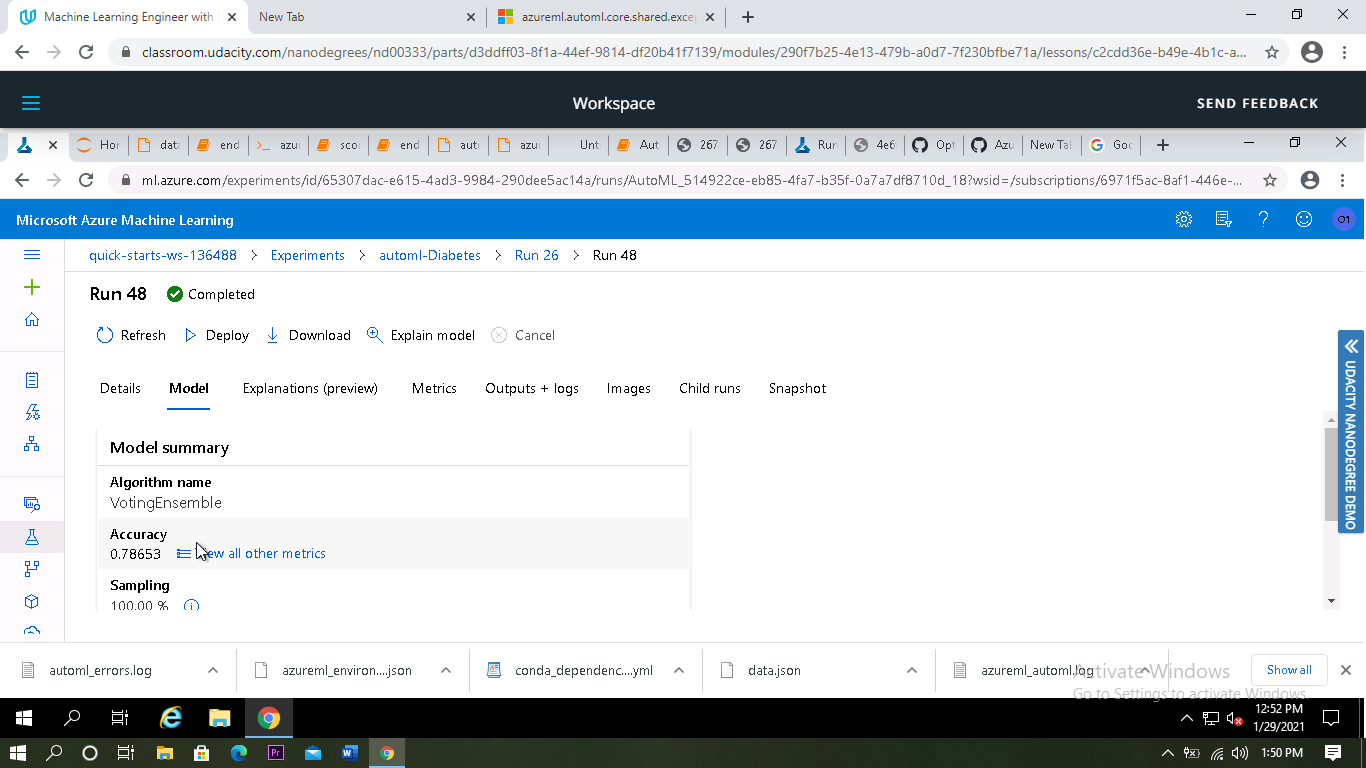 Machine Learning Engineer with
New Tab
azureml.automl.core.shared.exce
classroom.udacity.com/nanodegrees/nd00333/parts/d3ddff03-8f1a-44ef-9814-df20b41f7139/modules/290f7b25-4e13-479b-a0d7-7f230bfbe71a/lessons/c2cdd36e-b49e-4b1c-a...
Workspace
SEND FEEDBACK
Hor
data
end
azu
scor
end
auto
azur
Unt
Aut
267
267
Run
4e6
Opt
Azu
New Tab
Goo
ml.azure.com/experiments/id/65307dac-e615-4ad3-9984-290dee5ac14a/runs/AutoML_514922ce-eb85-4fa7-b35f-0a7a7df8710d_18?wsid=/subscriptions/6971f5ac-8af1-446e-...
Microsoft Azure Machine Learning
O1
quick-starts-ws-136488 > Experiments > automl-Diabetes > Run 26 > Run 48
Run 48 Completed
Refresh Deploy Download Explain model Cancel
Details Model Explanations (preview) Metrics Outputs + logs Images Child runs Snapshot
UDACITY NANODEGREE DEMO
Model summary
Algorithm name
VotingEnsemble
Accuracy
0.78653 View all other metrics
Sampling
100.00 %
automl_errors.log
azureml_environ....json
conda_dependenc....yml
data.json
azureml_automl.log
Show all
Activate Windows
Go to Settings to activate Windows.
12:52 PM
1/29/2021
1:50 PM